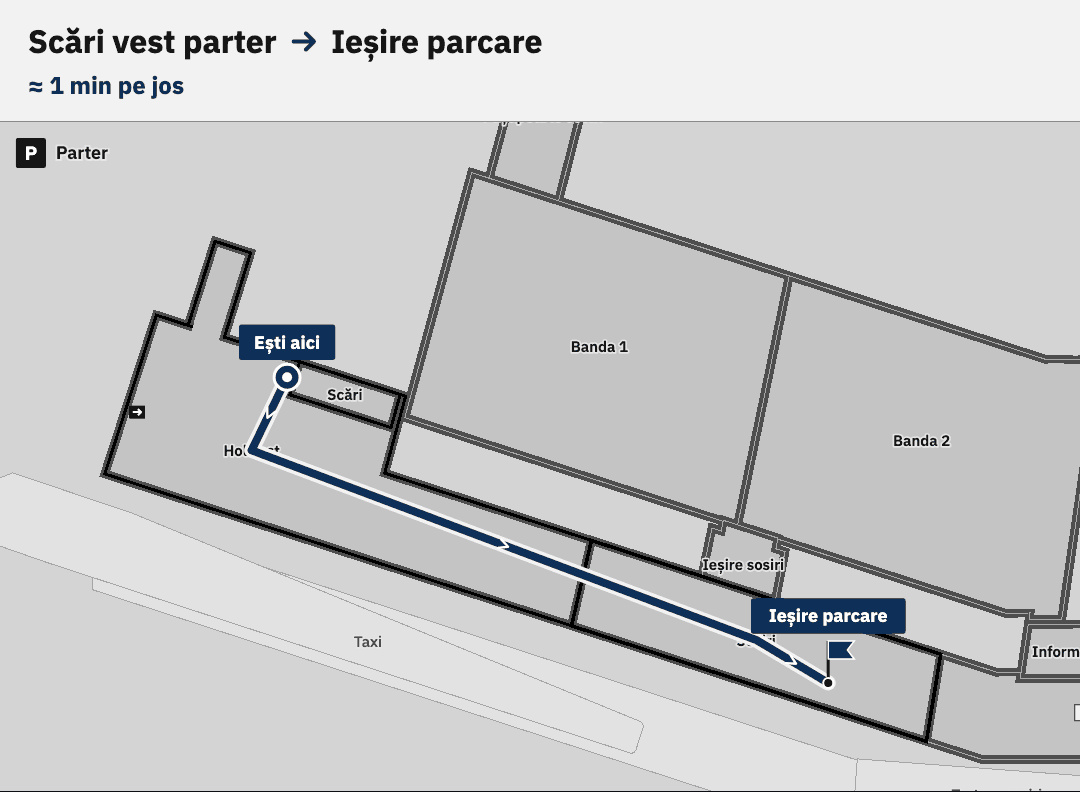 Scări vest parter → Ieșire parcare
≈ 1 min pe jos
P Parter
Banda 1
Ești aici
Scări
Banda 2
Ieșire sosiri
Ieșire parcare
Taxi
Inform